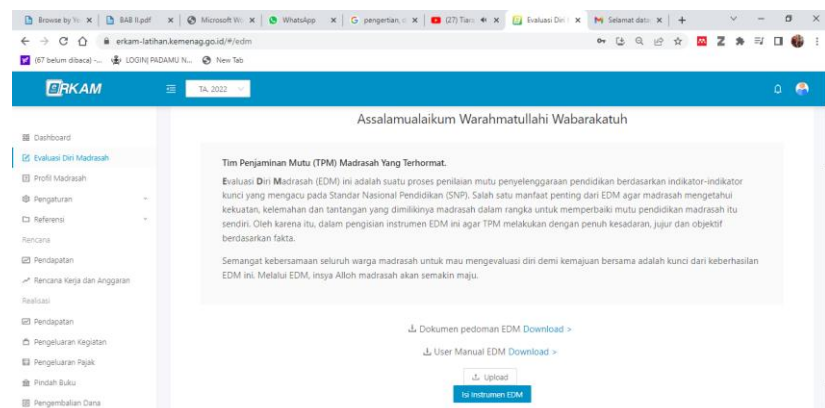 Browse by Ye
BAB II.pdf
Microsoft Wo
WhatsApp
pengertian,
(27) Tiara
Evaluasi Diri
Selamat data
erkam-latihan.kemenag.go.id/#/edm
(67 belum dibaca) -...
LOGIN| PADAMU N...
New Tab
ERKAM
TA. 2022
Assalamualaikum Warahmatullahi Wabarakatuh
Dashboard
Evaluasi Diri Madrasah
Profil Madrasah
Pengaturan
Referensi
Rencana
Pendapatan
Rencana Kerja dan Anggaran
Realisasi
Pendapatan
Pengeluaran Kegiatan
Pengeluaran Pajak
Pindah Buku
Pengembalian Dana
Tim Penjaminan Mutu (TPM) Madrasah Yang Terhormat.
Evaluasi Diri Madrasah (EDM) ini adalah suatu proses penilaian mutu penyelenggaraan pendidikan berdasarkan indikator-indikator
kunci yang mengacu pada Standar Nasional Pendidikan (SNP). Salah satu manfaat penting dari EDM agar madrasah mengetahui
kekuatan, kelemahan dan tantangan yang dimilikinya madrasah dalam rangka untuk memperbaiki mutu pendidikan madrasah itu
sendiri. Oleh karena itu, dalam pengisian instrumen EDM ini agar TPM melakukan dengan penuh kesadaran, jujur dan objektif
berdasarkan fakta.
Semangat kebersamaan seluruh warga madrasah untuk mau mengevaluasi diri demi kemajuan bersama adalah kunci dari keberhasilan
EDM ini. Melalui EDM, insya Alloh madrasah akan semakin maju.
Dokumen pedoman EDM Download >
User Manual EDM Download >
Upload
Isi Instrumen EDM